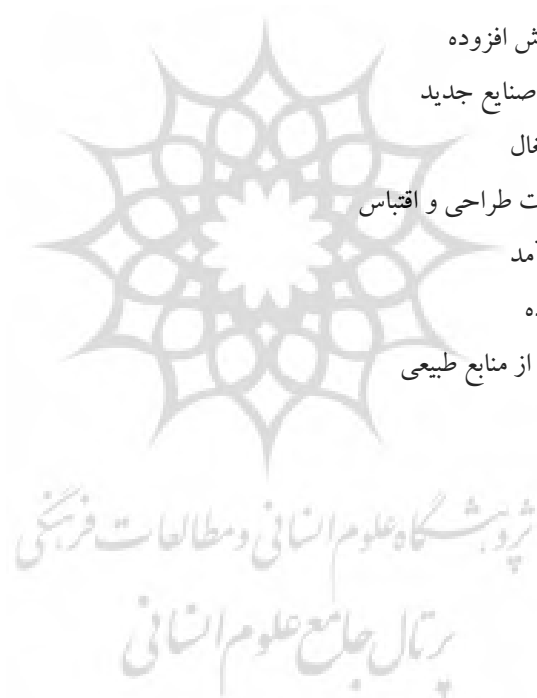 ش افزوده
صنایع جدید
غال
ت طراحی و اقتباس
آمد
ده
از منابع طبیعی
پژوهشگاه علوم انسانی و مطالعات فرهنگی
پرتال جامع علوم انسانی